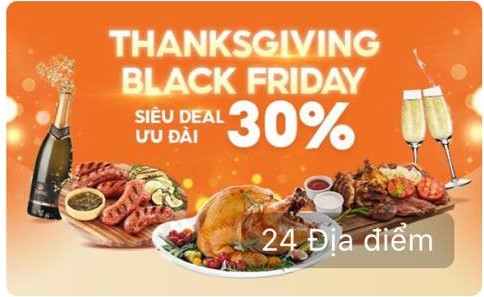 THANKSGIVING
BLACK FRIDAY
SIÊU DEAL
ƯU ĐÃI
30%
24 Địa điểm